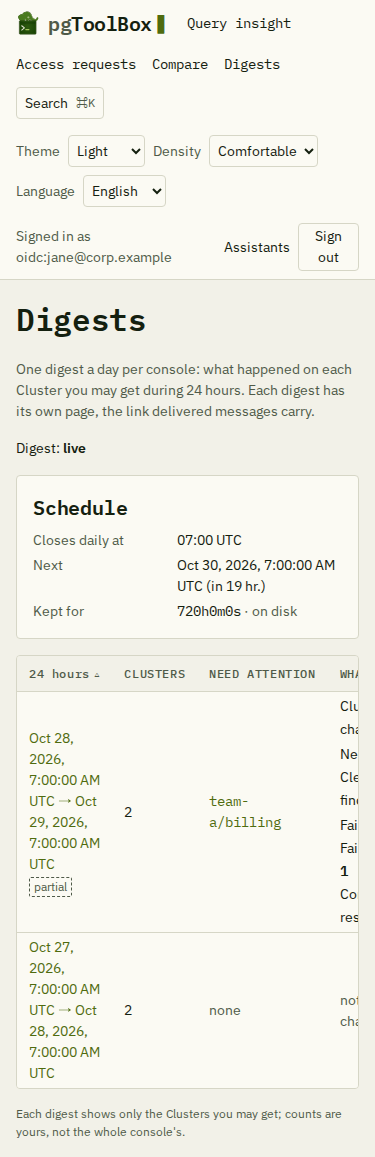 pgToolBox Query insight
Access requests Compare Digests
Search ⌘K
Theme Light Density Comfortable
Language English
Signed in as
oidc:jane@corp.example
Assistants
Sign
out
Digests
One digest a day per console: what happened on each
Cluster you may get during 24 hours. Each digest has
its own page, the link delivered messages carry.
Digest: live
Schedule
Closes daily at 07:00 UTC
Next Oct 30, 2026, 7:00:00 AM
UTC (in 19 hr.)
Kept for 720h0m0s · on disk
24 hours CLUSTERS NEED ATTENTION
Oct 28,
2026,
7:00:00 AM
UTC → Oct
29, 2026,
7:00:00 AM
UTC
partial
2
team-
a/billing
1
Oct 27,
2026,
7:00:00 AM
UTC → Oct
28, 2026,
7:00:00 AM
UTC
2
none
Each digest shows only the Clusters you may get; counts are
yours, not the whole console's.